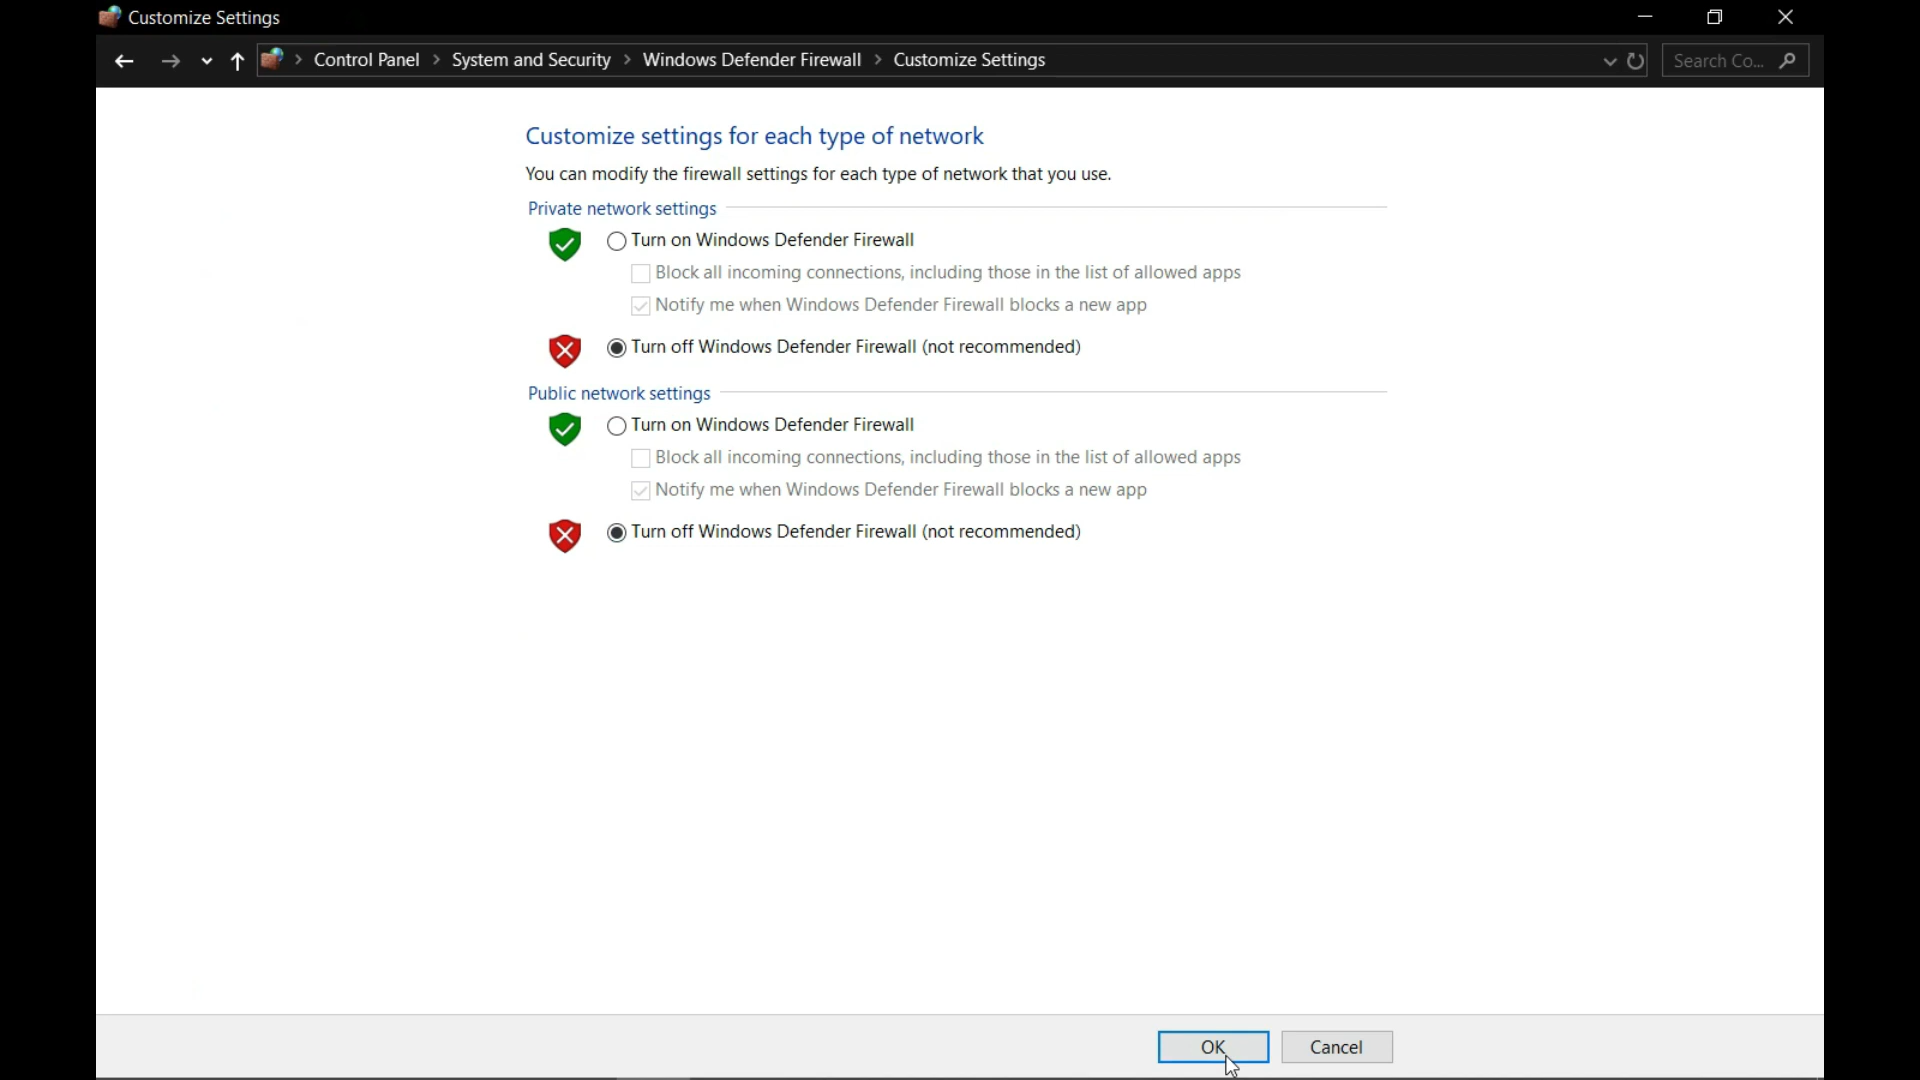 Customize Settings
Control Panel > System and Security > Windows Defender Firewall > Customize Settings
Search Co...
Customize settings for each type of network
You can modify the firewall settings for each type of network that you use.
Private network settings
Turn on Windows Defender Firewall
Block all incoming connections, including those in the list of allowed apps
Notify me when Windows Defender Firewall blocks a new app
Turn off Windows Defender Firewall (not recommended)
Public network settings
Turn on Windows Defender Firewall
Block all incoming connections, including those in the list of allowed apps
Notify me when Windows Defender Firewall blocks a new app
Turn off Windows Defender Firewall (not recommended)
OK
Cancel